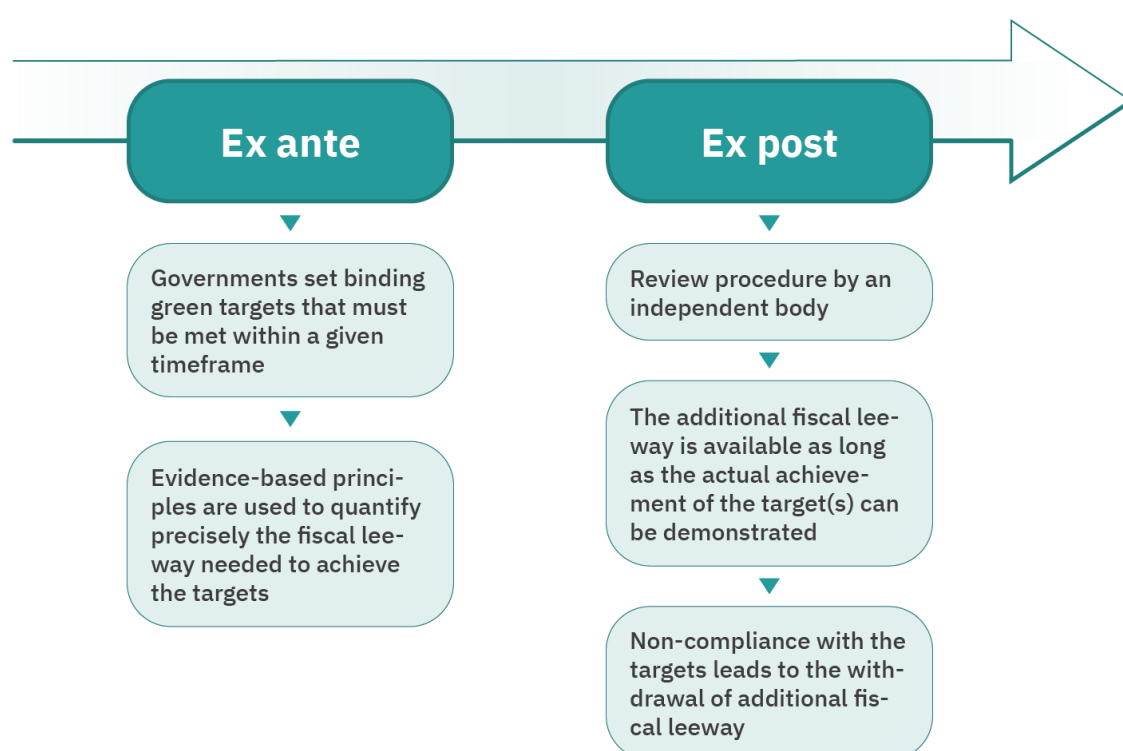 Ex ante
Governments set binding
green targets that must
be met within a given
timeframe
Evidence-based princi-
ples are used to quantify
precisely the fiscal lee-
way needed to achieve
the targets
Ex post
Review procedure by an
independent body
The additional fiscal lee-
way is available as long
as the actual achieve-
ment of the target(s) can
be demonstrated
Non-compliance with the
targets leads to the with-
drawal of additional fis-
cal leeway